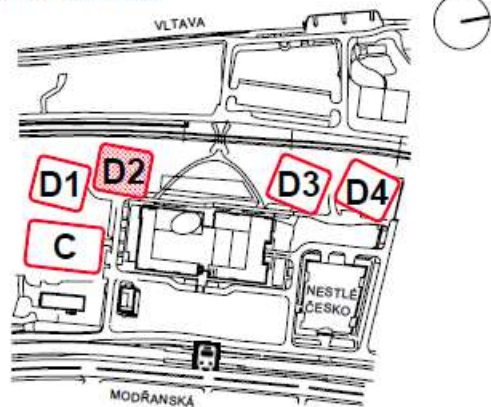 VLTAVA
D1
D2
D3
D4
C
NESTLÉ
ČESKO
MODŘANSKÁ